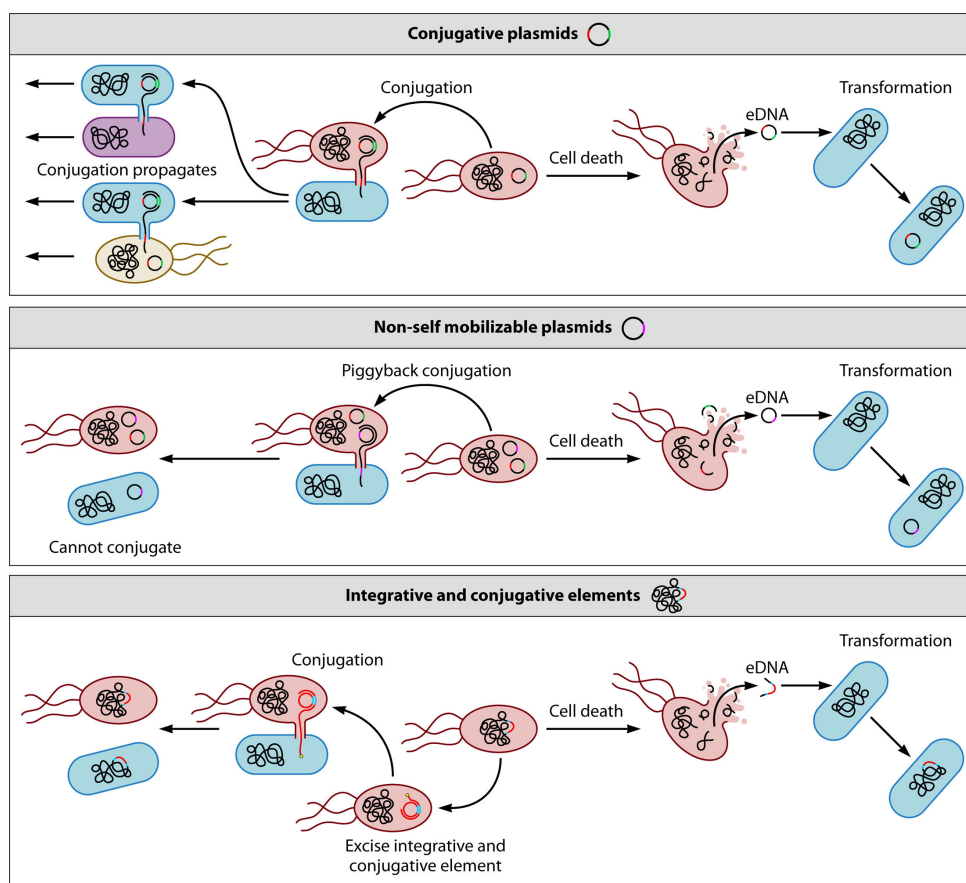 Conjugative plasmids
Conjugation
Transformation
eDNA
Cell death
Conjugation propagates
Non-self mobilizable plasmids
Piggyback conjugation
Transformation
eDNA
Cell death
Cannot conjugate
Integrative and conjugative elements
Transformation
Conjugation
eDNA
Cell death
Excise integrative and
conjugative element